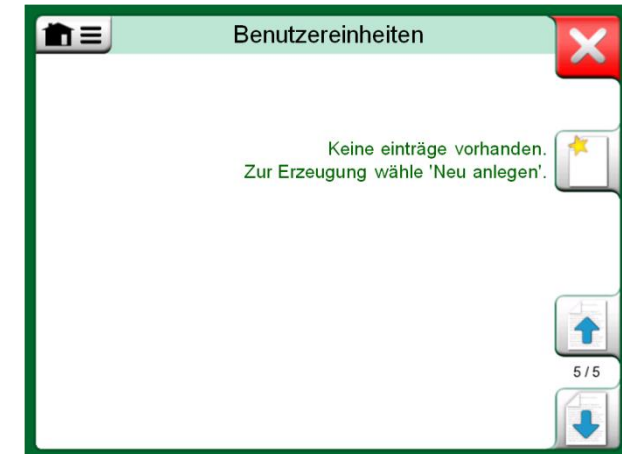 Benutzereinheiten
Keine einträge vorhanden.
Zur Erzeugung wähle 'Neu anlegen'.
5 / 5